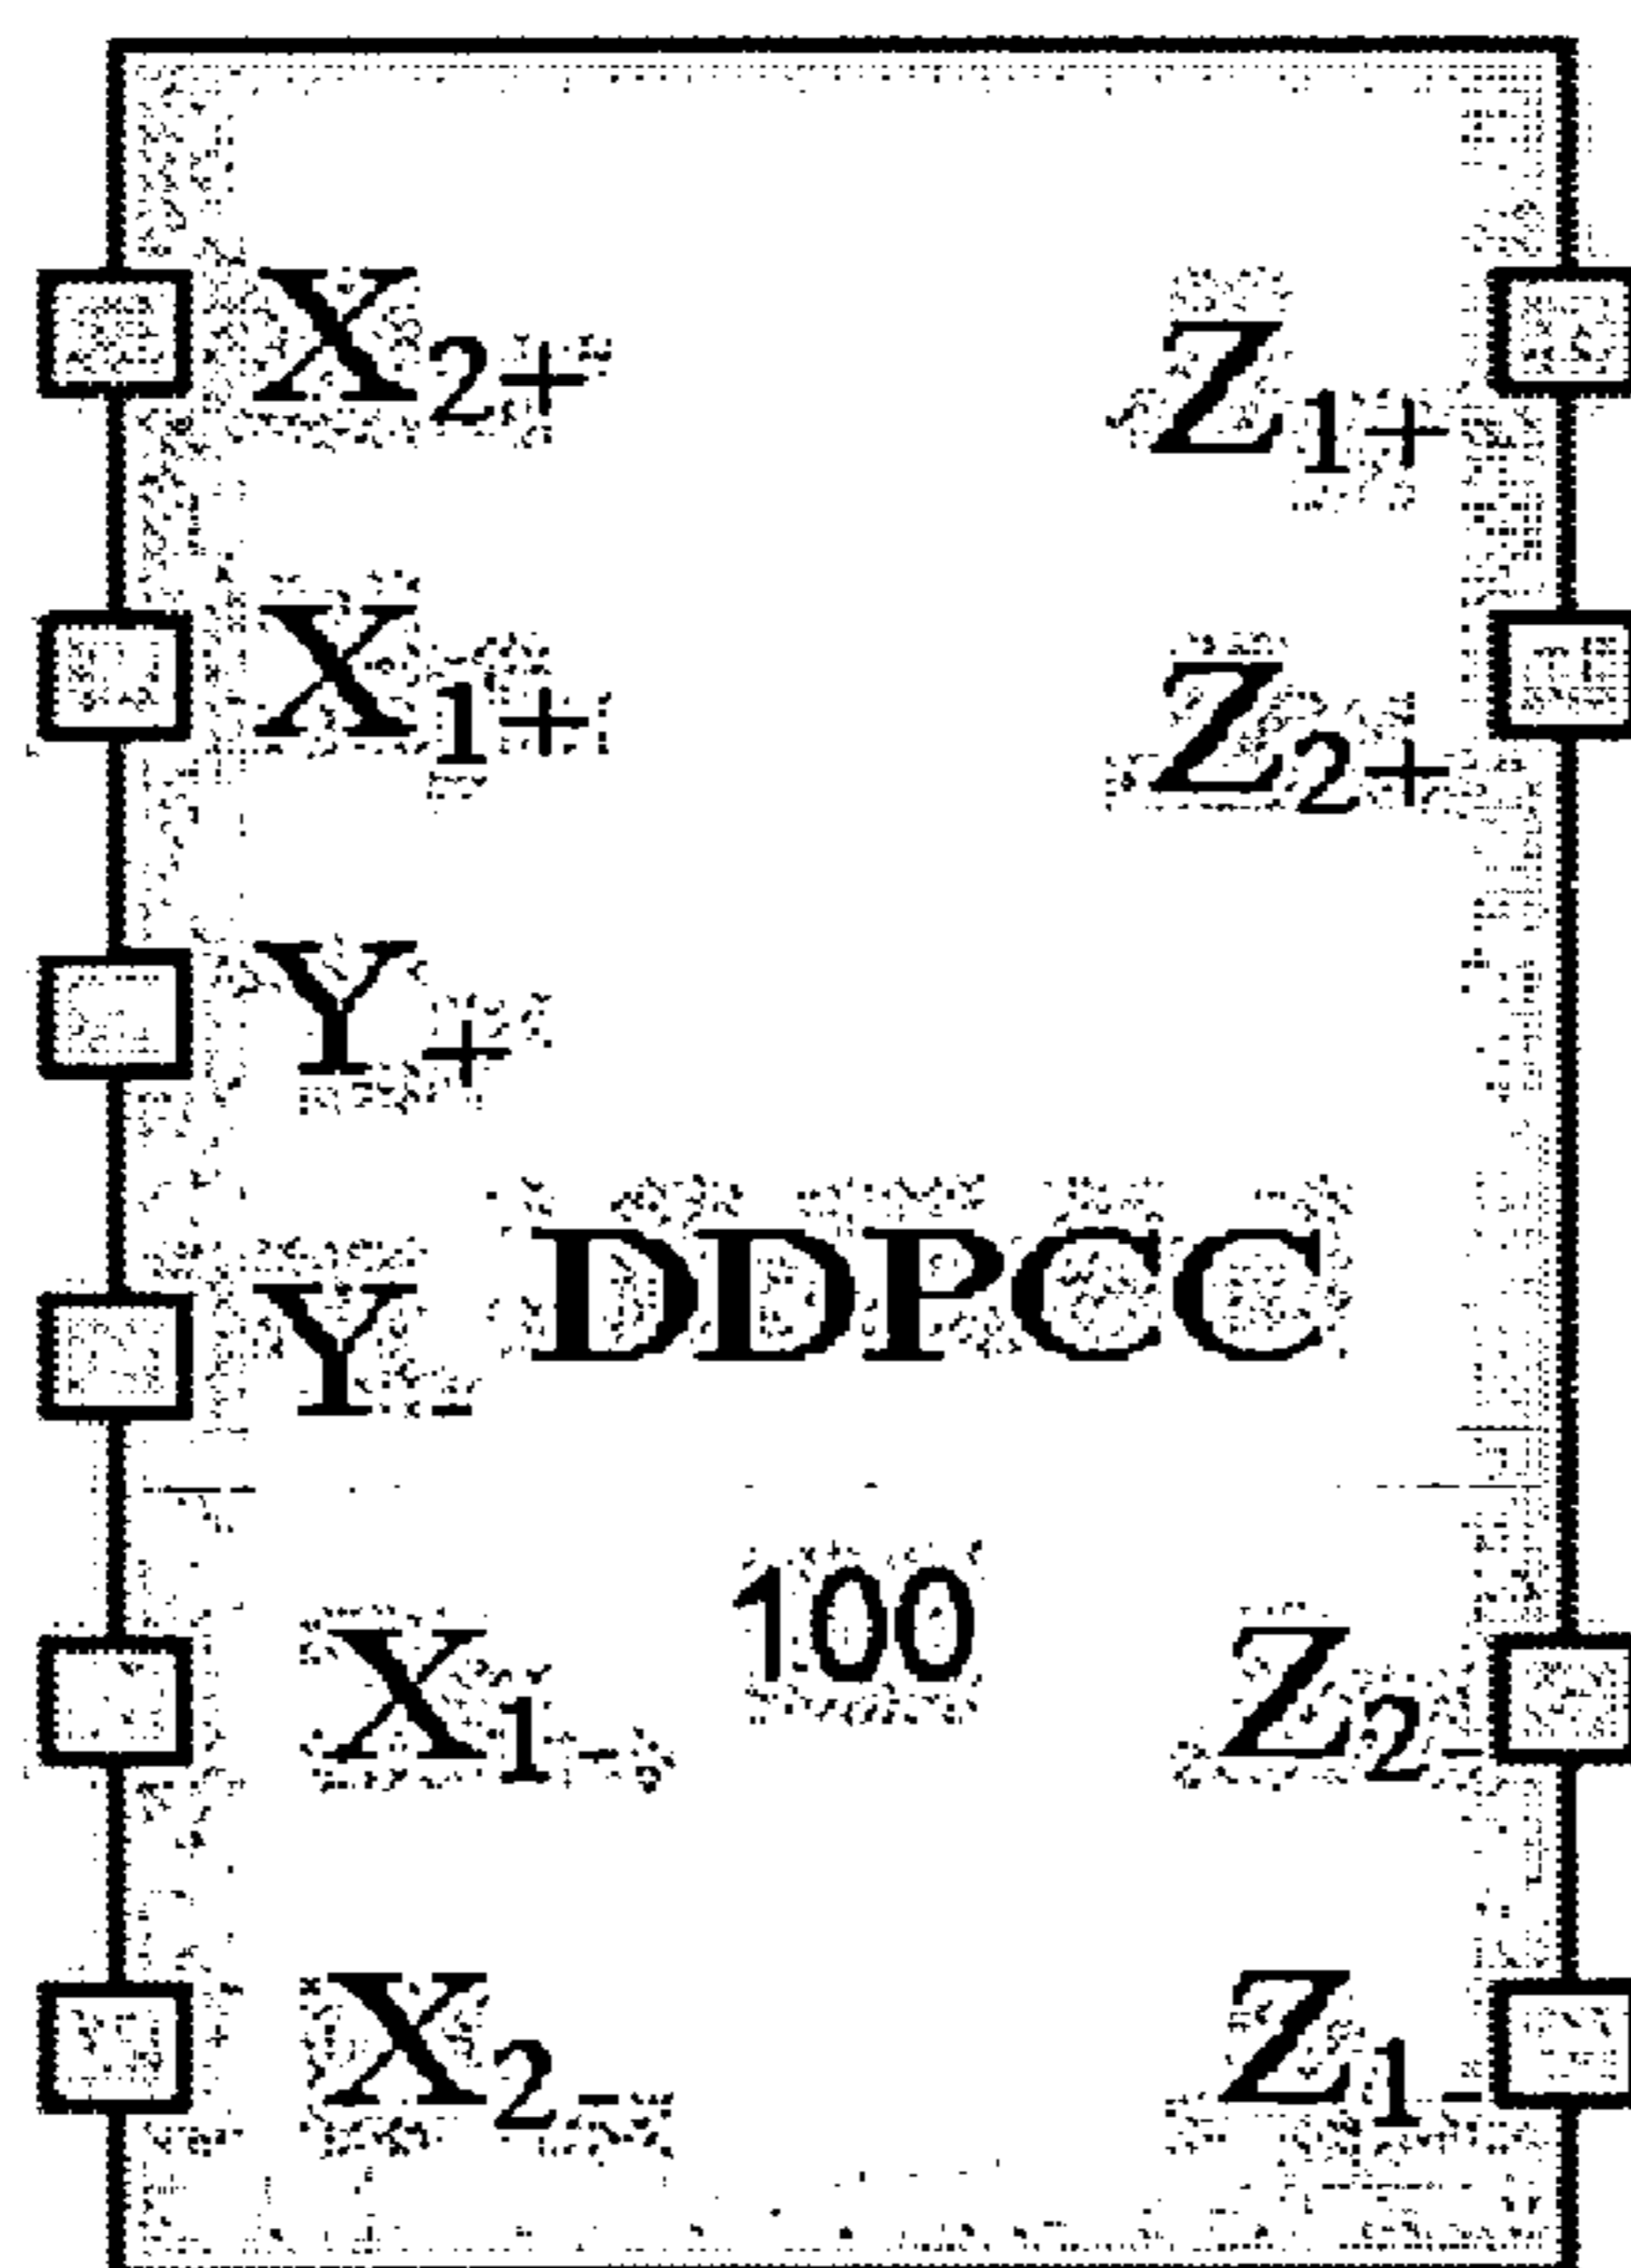 X₂₊ Z₁₊
X₁₊ Z₂₊
Y₊
Y₋ DDPCC
100
X₁₋ Z₂₋
X₂₋ Z₁₋